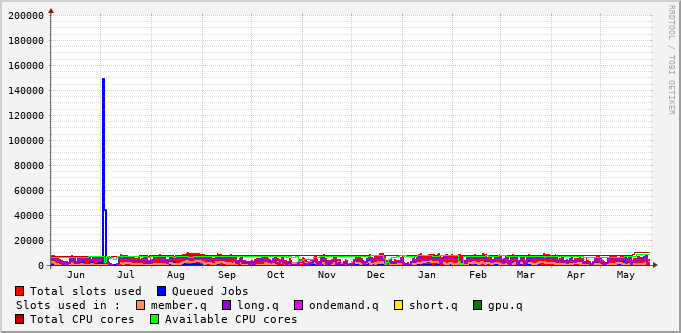 RRDTOOL / TOBI OETIKER
200000
180000
160000
140000
120000
100000
80000
60000
40000
20000
0
Jun Jul Aug Sep Oct Nov Dec Jan Feb Mar Apr May
Total slots used Queued Jobs
Slots used in : member.q long.q ondemand.q short.q gpu.q
Total CPU cores Available CPU cores